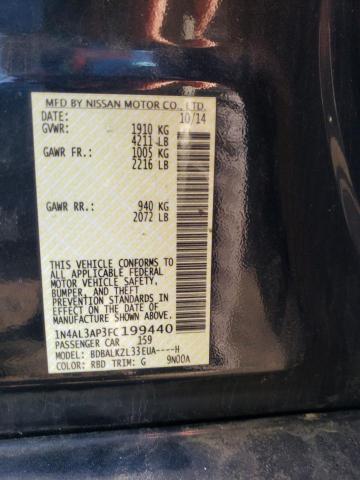 MFD BY NISSAN MOTOR CO., LTD.
DATE: 10/14
GVWR: 1910 KG
4211 LB
GAWR FR.: 1005 KG
2216 LB
GAWR RR.: 940 KG
2072 LB
THIS VEHICLE CONFORMS TO
ALL APPLICABLE FEDERAL
MOTOR VEHICLE SAFETY,
BUMPER, AND THEFT
PREVENTION STANDARDS
IN EFFECT ON THE DATE
OF MANUFACTURE SHOWN
ABOVE.
1N4AL3AP3FC199440
PASSENGER CAR 159
MODEL: BDBALKZL33EUA----H
COLOR: RBD TRIM: G 9N00A